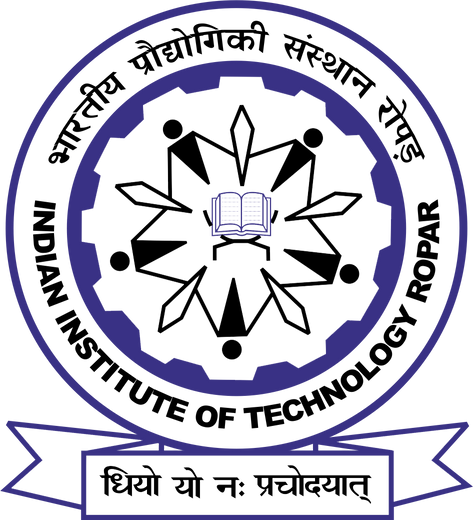 भारतीय प्रौद्योगिकी संस्थान रोपड़
INDIAN INSTITUTE OF TECHNOLOGY ROPAR
धियो यो नः प्रचोदयात्